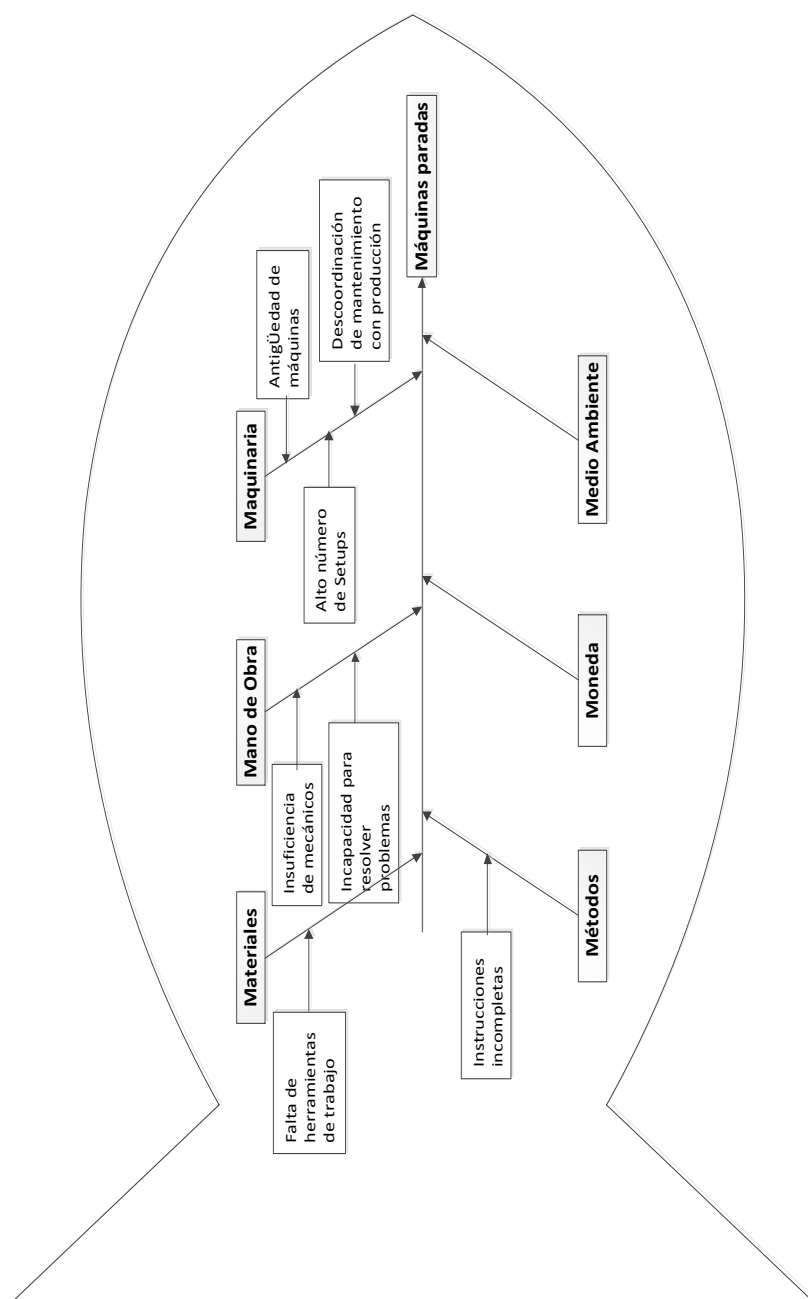 Materiales
Mano de Obra
Maquinaria
Falta de
herramientas
de trabajo
Insuficiencia
de mecánicos
Incapacidad para
resolver
problemas
Alto número
de Setups
AntigÜedad de
máquinas
Descoordinación
de mantenimiento
con producción
Máquinas paradas
Instrucciones
incompletas
Métodos
Moneda
Medio Ambiente